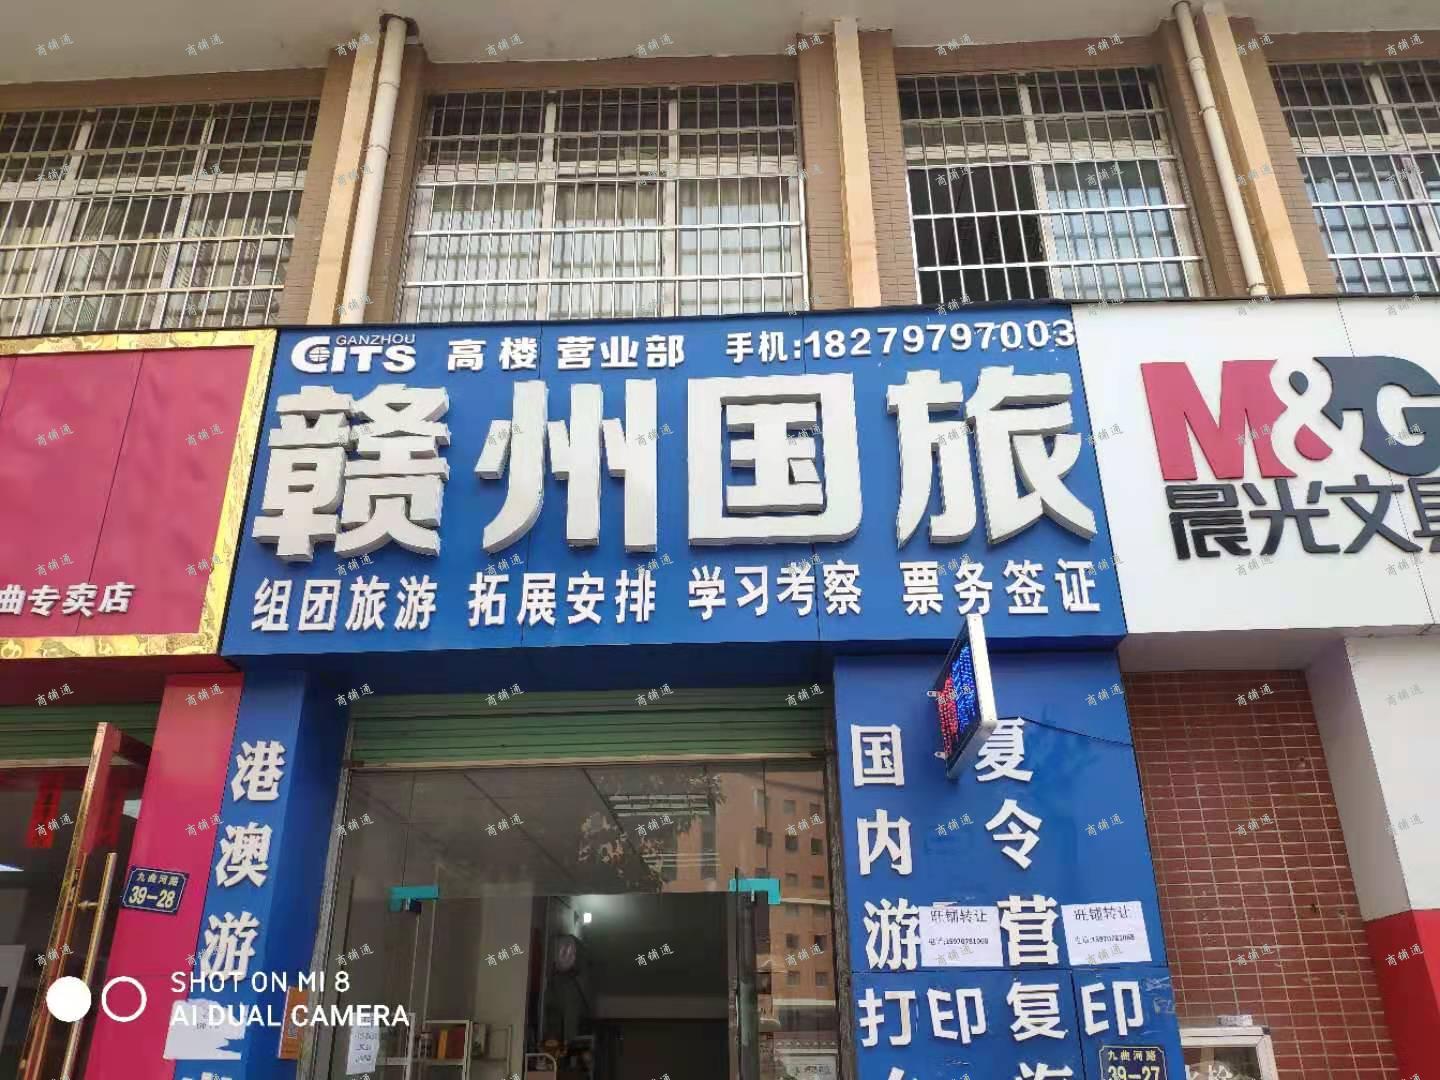 GANZHOU
CITS 高楼 营业部 手机:18279797003
赣州国旅
组团旅游 拓展安排 学习考察 票务签证
M&G
晨光文具
曲专卖店
港澳游
国内游
夏令营
打印复印
旺铺转让
旺铺转让
九曲河路
39-28
九曲河路
39-27
SHOT ON MI 8
AI DUAL CAMERA
商铺通